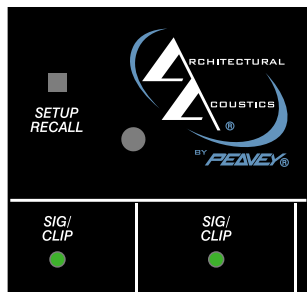 ARCHITECTURAL
ACOUSTICS®
BY PEAVEY®
SETUP
RECALL
SIG/
CLIP
SIG/
CLIP